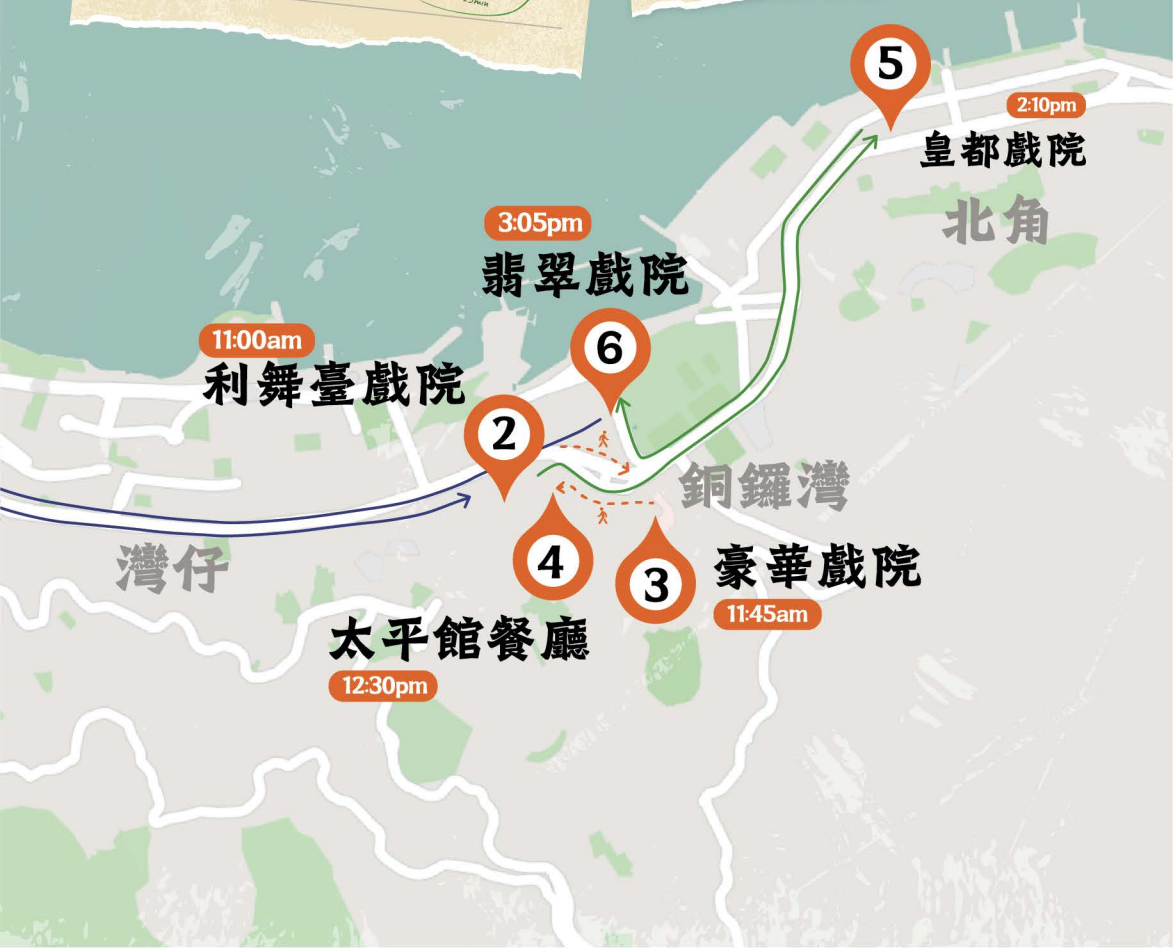 5
2:10pm
皇都戲院
北角
3:05pm
翡翠戲院
6
11:00am
利舞臺戲院
2
銅鑼灣
灣仔
4
3
豪華戲院
11:45am
太平館餐廳
12:30pm